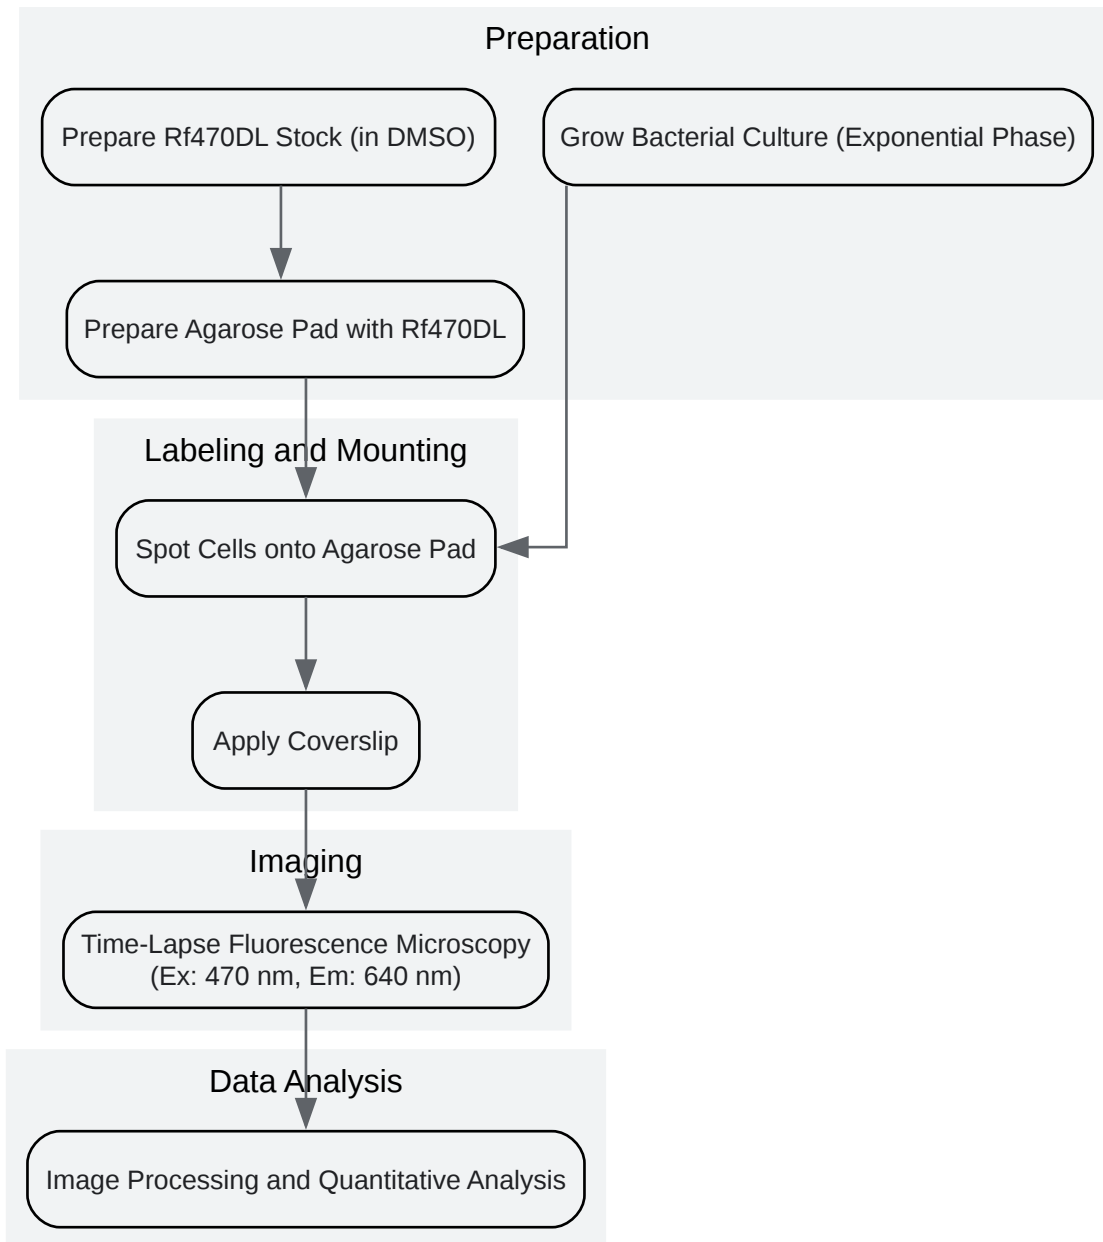 Preparation
Prepare Rf470DL Stock (in DMSO)
Grow Bacterial Culture (Exponential Phase)
Prepare Agarose Pad with Rf470DL
Labeling and Mounting
Spot Cells onto Agarose Pad
Apply Coverslip
Imaging
Time-Lapse Fluorescence Microscopy
(Ex: 470 nm, Em: 640 nm)
Data Analysis
Image Processing and Quantitative Analysis